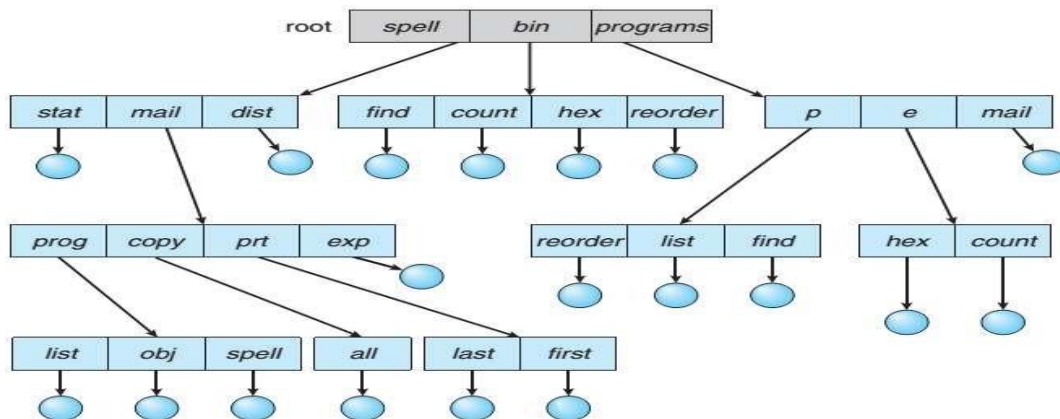 root spell bin programs
stat mail dist find count hex reorder p e mail
prog copy prt exp reorder list find hex count
list obj spell all last first